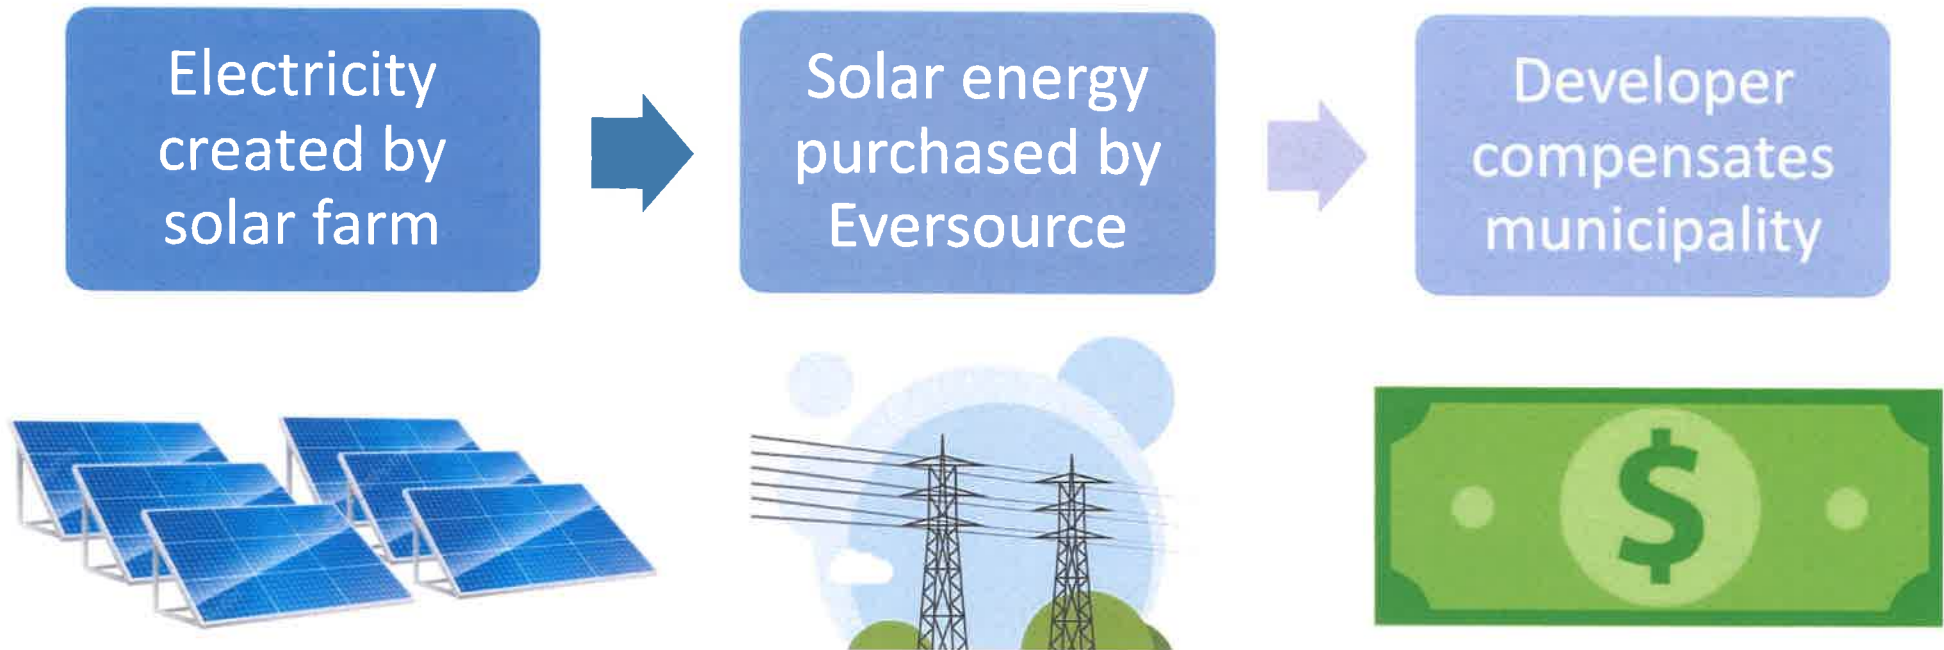 Electricity
created by
solar farm
Solar energy
purchased by
Eversource
Developer
compensates
municipality
$